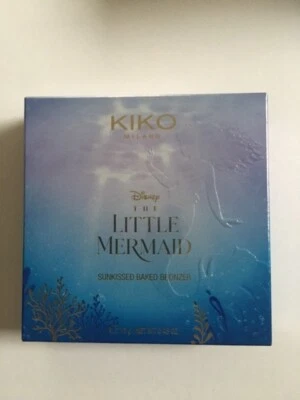 KIKO
MILANO
Disney
THE
LITTLE
MERMAID
SUNKISSED BAKED BRONZER